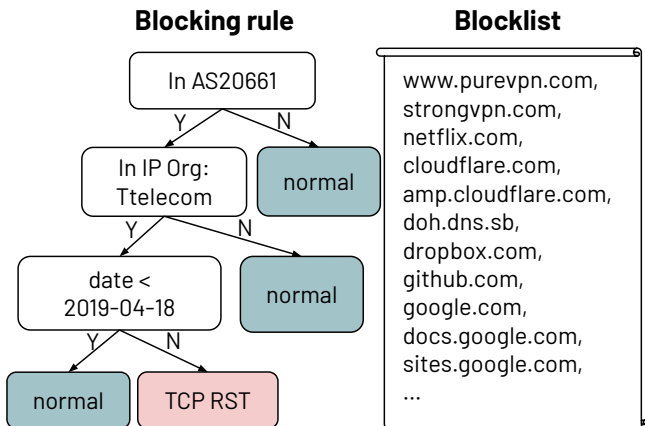 Blocking rule
In AS20661
Y
N
In IP Org:
Ttelecom
normal
Y
N
date <
2019-04-18
normal
Y
N
normal
TCP RST
Blocklist
www.purevpn.com,
strongvpn.com,
netflix.com,
cloudflare.com,
amp.cloudflare.com,
doh.dns.sb,
dropbox.com,
github.com,
google.com,
docs.google.com,
sites.google.com,
...